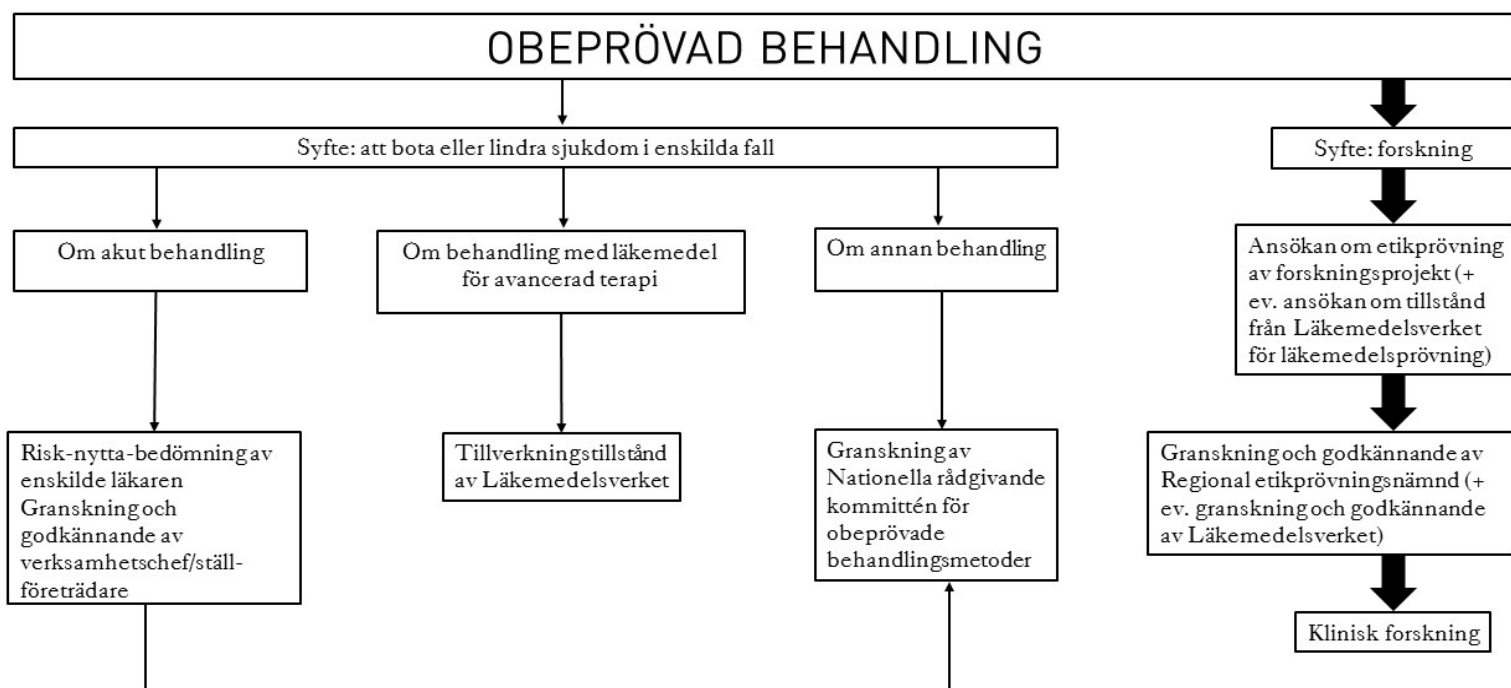 OBEPRÖVAD BEHANDLING
Syfte: att bota eller lindra sjukdom i enskilda fall
Syfte: forskning
Om akut behandling
Om behandling med läkemedel
för avancerad terapi
Om annan behandling
Ansökan om etikprövning
av forskningsprojekt (+
ev. ansökan om tillstånd
från Läkemedelsverket
för läkemedelsprövning)
Risk-nytta-bedömning av
enskilde läkaren
Granskning och
godkännande av
verksamhetschef/ställ-
företrädare
Tillverkningstillstånd
av Läkemedelsverket
Granskning av
Nationella rådgivande
kommittén för
obeprövade
behandlingsmetoder
Granskning och godkännande av
Regional etikprövningsnämnd (+
ev. granskning och godkännande
av Läkemedelsverket)
Klinisk forskning